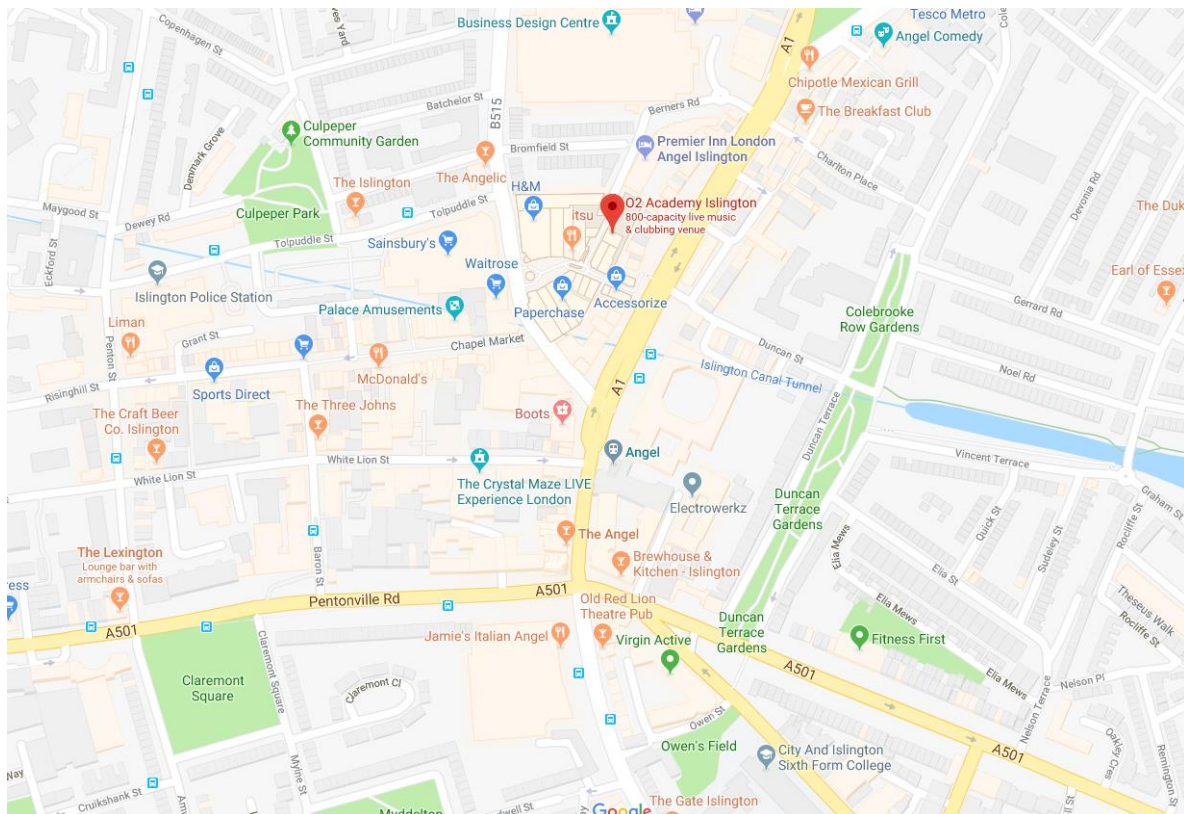 Tesco Metro
Business Design Centre
A1
Angel Comedy
Copenhagen St
Chipotle Mexican Grill
Batchelor St
B515
Berners Rd
The Breakfast Club
Culpeper
Community Garden
Denmark Grove
Bromfield St
Premier Inn London
Angel Islington
Charlton Place
Devonia Rd
The Islington
The Angelic
H&M
O2 Academy Islington
800-capacity live music
& clubbing venue
Maygood St
Dewey Rd
Culpeper Park
Tolpuddle St
itsu
The Duk
Eckford St
Tolpuddle St
Sainsbury's
Waitrose
Islington Police Station
Earl of Essex
Palace Amusements
Paperchase
Accessorize
Gerrard Rd
Colebrooke
Row Gardens
Liman
Penton St
Grant St
Chapel Market
Duncan St
Islington Canal Tunnel
Noel Rd
Risinghill St
Sports Direct
McDonald's
A1
The Craft Beer
Co. Islington
The Three Johns
Boots
Duncan Terrace
White Lion St
White Lion St
Angel
Vincent Terrace
The Crystal Maze LIVE
Experience London
Electrowerkz
Duncan
Terrace
Gardens
Graham St
Quick St
Sudeley St
Rocliffe St
Elia Mews
The Angel
Baron St
The Lexington
Lounge bar with
armchairs & sofas
Brewhouse &
Kitchen - Islington
Elia St
ress
Pentonville Rd
A501
Old Red Lion
Theatre Pub
Elia Mews
Theseus Walk
Rocliffe St
A501
Jamie's Italian Angel
Virgin Active
Duncan
Terrace
Gardens
Fitness First
Claremont
Square
Claremont Square
Claremont Cl
A501
Elia Mews
Nelson Pl
Nelson Terrace
Owen St
Owen's Field
City And Islington
Sixth Form College
A501
Oakley Cres
Remington St
Way
Mylne St
Cruikshank St
Myddelton
Google
The Gate Islington